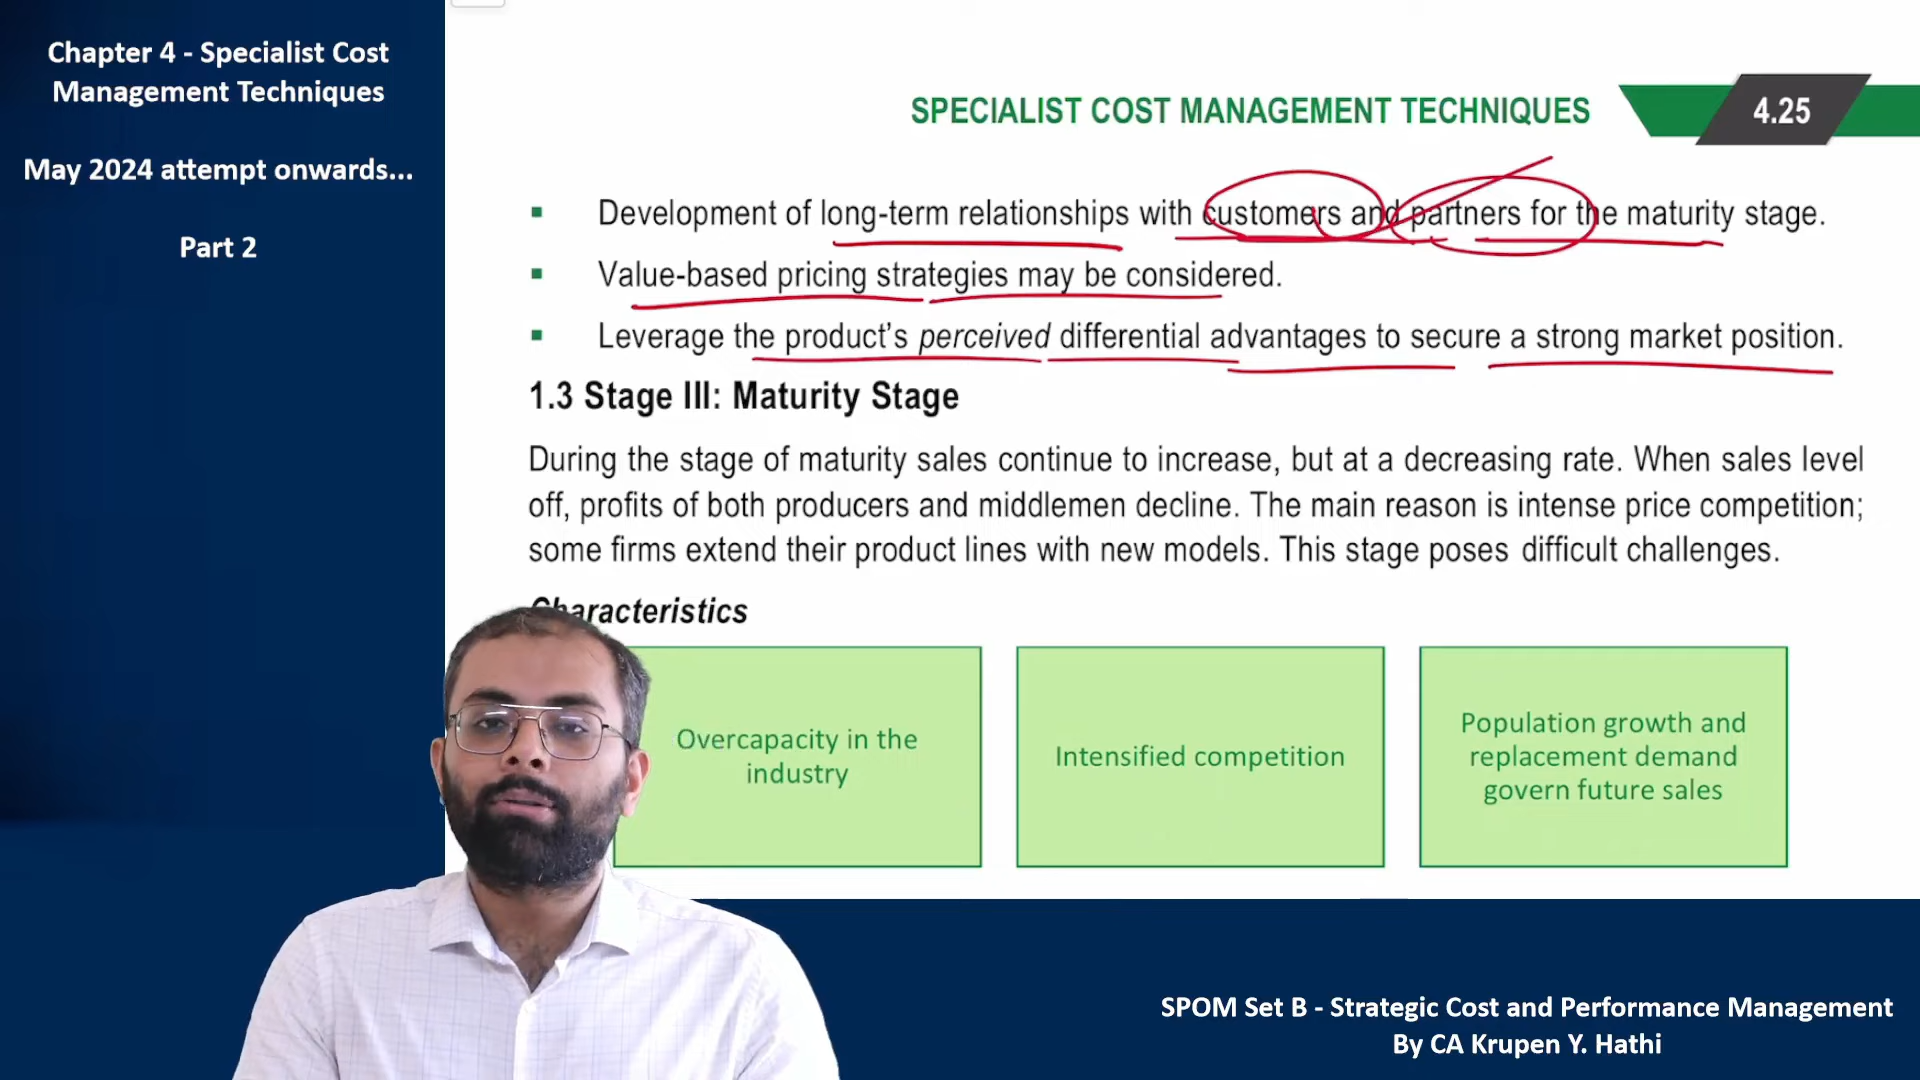 Chapter 4 - Specialist Cost
Management Techniques
May 2024 attempt onwards...
Part 2
SPECIALIST COST MANAGEMENT TECHNIQUES
4.25
▪ Development of long-term relationships with customers and partners for the maturity stage.
▪ Value-based pricing strategies may be considered.
▪ Leverage the product’s perceived differential advantages to secure a strong market position.
1.3 Stage III: Maturity Stage
During the stage of maturity sales continue to increase, but at a decreasing rate. When sales level
off, profits of both producers and middlemen decline. The main reason is intense price competition;
some firms extend their product lines with new models. This stage poses difficult challenges.
Characteristics
Overcapacity in the
industry
Intensified competition
Population growth and
replacement demand
govern future sales
SPOM Set B - Strategic Cost and Performance Management
By CA Krupen Y. Hathi